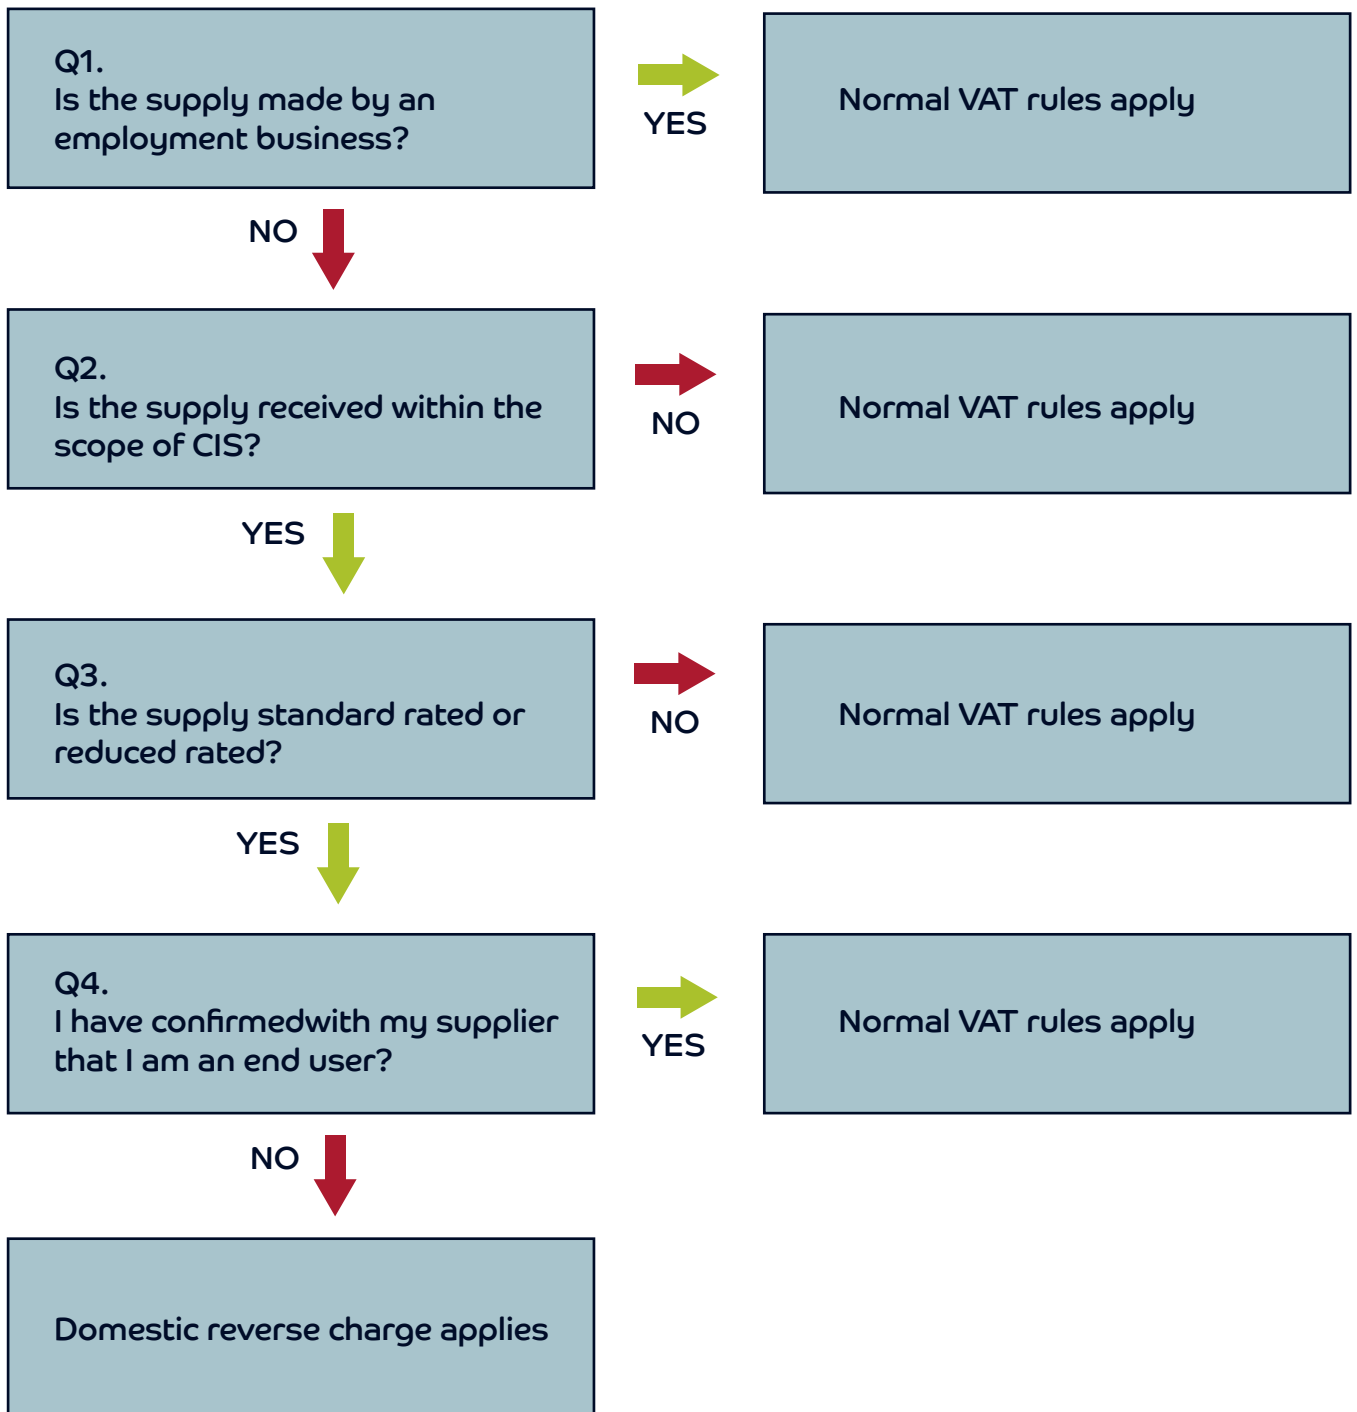 Q1.
Is the supply made by an
employment business?
YES
Normal VAT rules apply
NO
Q2.
Is the supply received within the
scope of CIS?
NO
Normal VAT rules apply
YES
Q3.
Is the supply standard rated or
reduced rated?
NO
Normal VAT rules apply
YES
Q4.
I have confirmedwith my supplier
that I am an end user?
YES
Normal VAT rules apply
NO
Domestic reverse charge applies